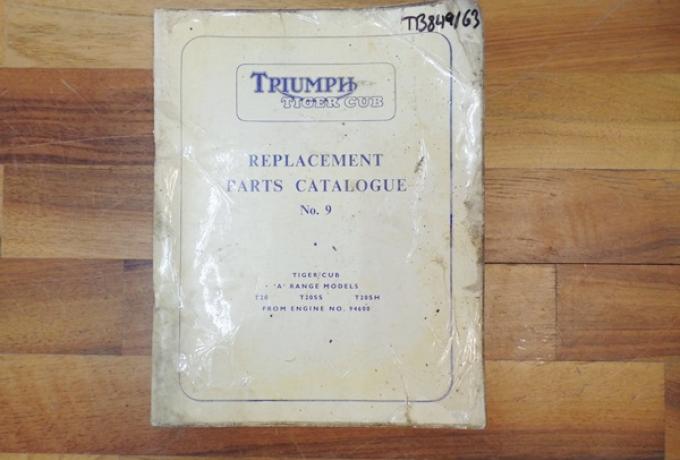 TB849/63
TRIUMPH
TIGER CUB
REPLACEMENT
PARTS CATALOGUE
No. 9
TIGER CUB
'A' RANGE MODELS
T20 T20SS T20SH
FROM ENGINE NO. 94600